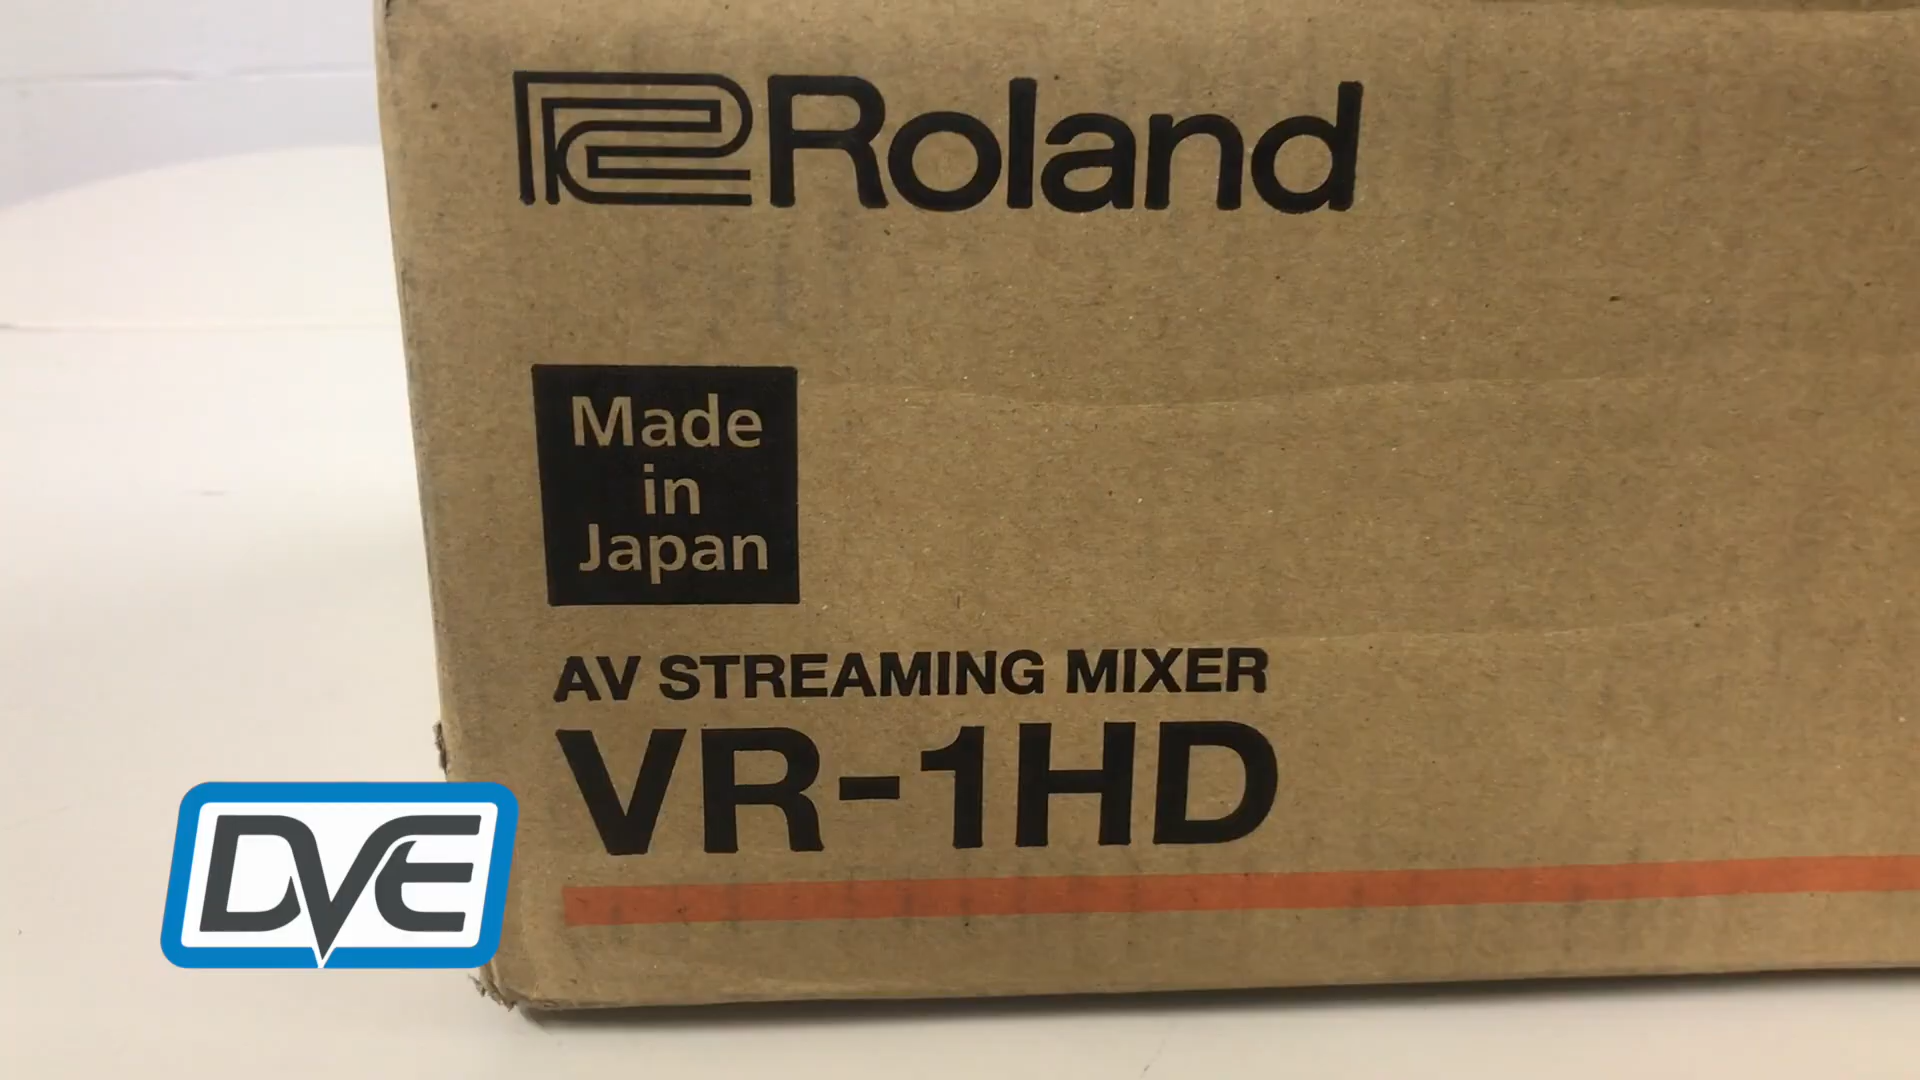 Roland
Made
in
Japan
AV STREAMING MIXER
VR-1HD
DVE